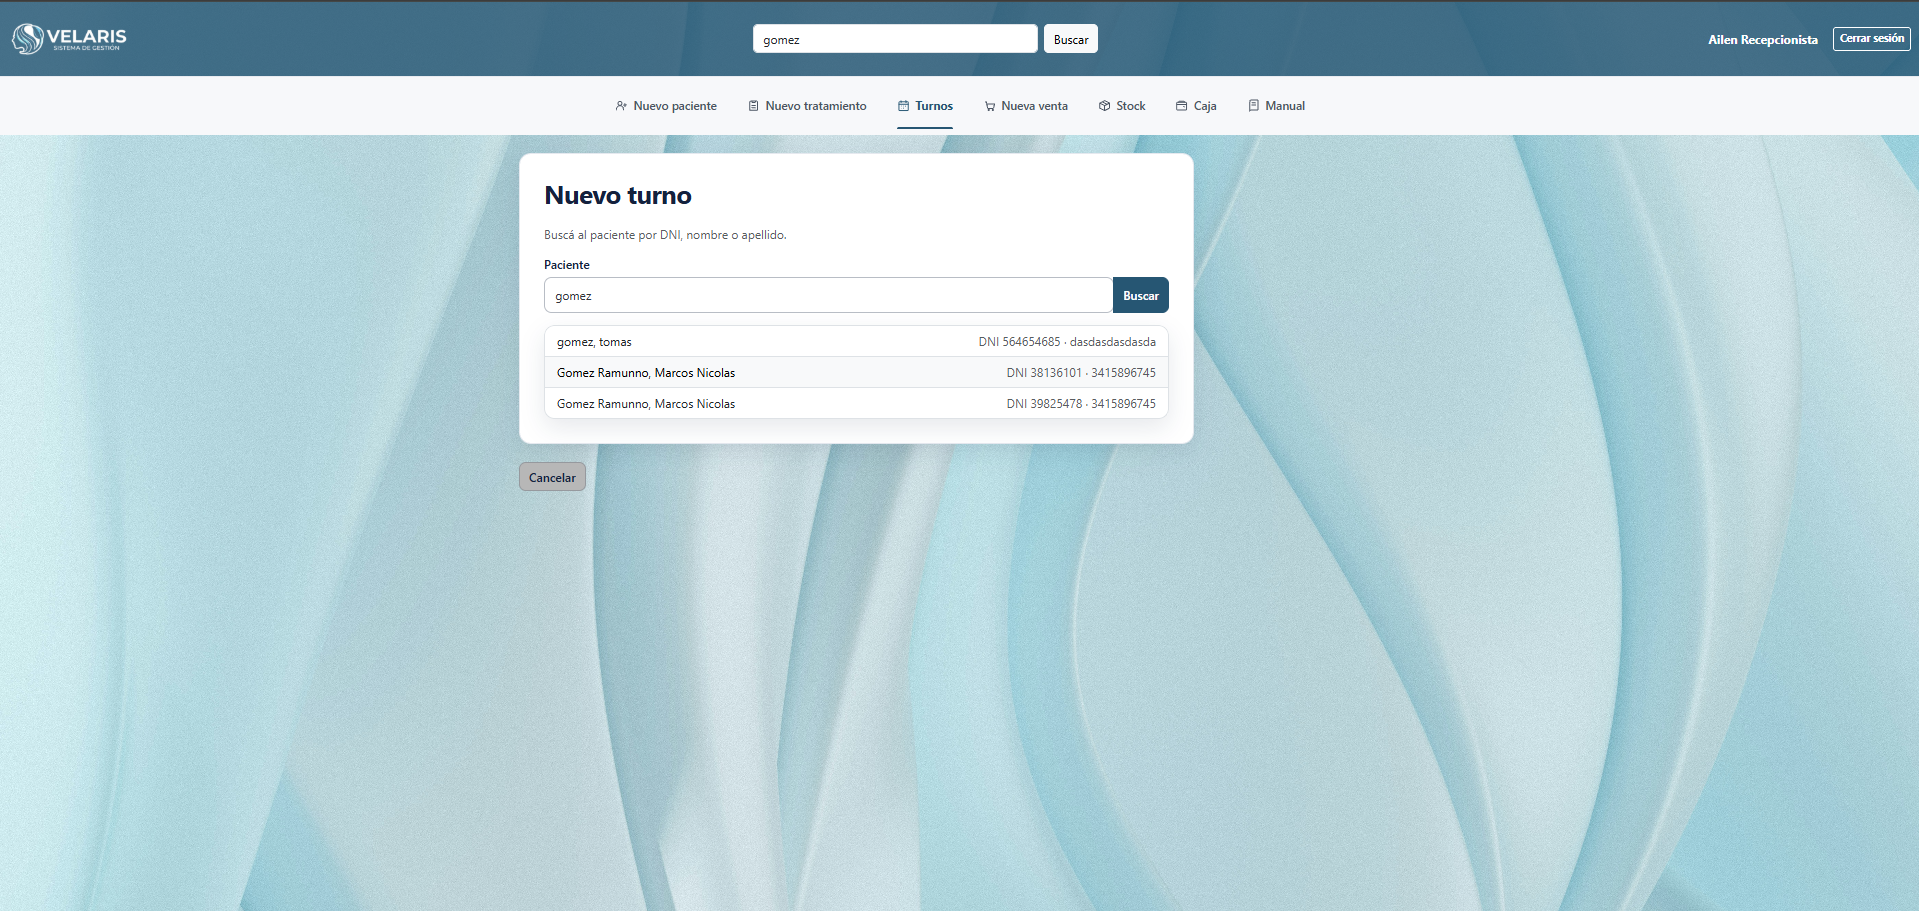 VELARIS
SISTEMA DE GESTIÓN
gomez
Buscar
Ailen Recepcionista
Cerrar sesión
Nuevo paciente
Nuevo tratamiento
Turnos
Nueva venta
Stock
Caja
Manual
Nuevo turno
Buscá al paciente por DNI, nombre o apellido.
Paciente
gomez
Buscar
gomez, tomas DNI 564654685 · dasdasdasdasda
Gomez Ramunno, Marcos Nicolas DNI 38136101 · 3415896745
Gomez Ramunno, Marcos Nicolas DNI 39825478 · 3415896745
Cancelar